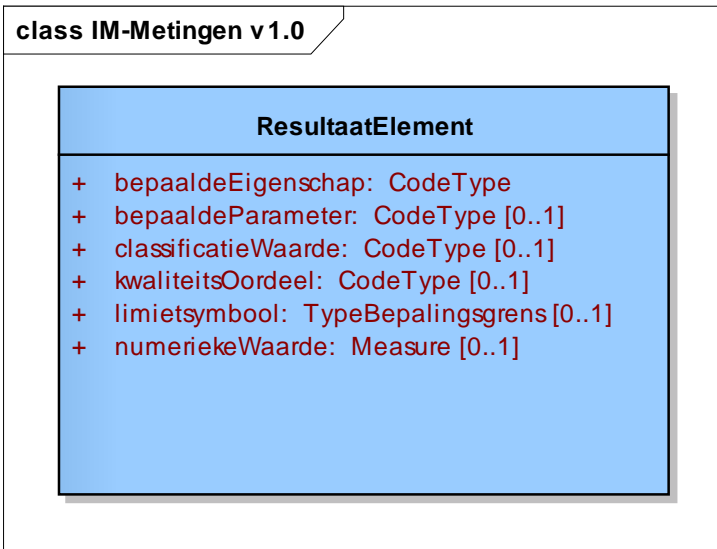 class IM-Metingen v1.0
ResultaatElement
+ bepaaldeEigenschap: CodeType
+ bepaaldeParameter: CodeType [0..1]
+ classificatieWaarde: CodeType [0..1]
+ kwaliteitsOordeel: CodeType [0..1]
+ limietsymbool: TypeBepalingsgrens [0..1]
+ numeriekeWaarde: Measure [0..1]